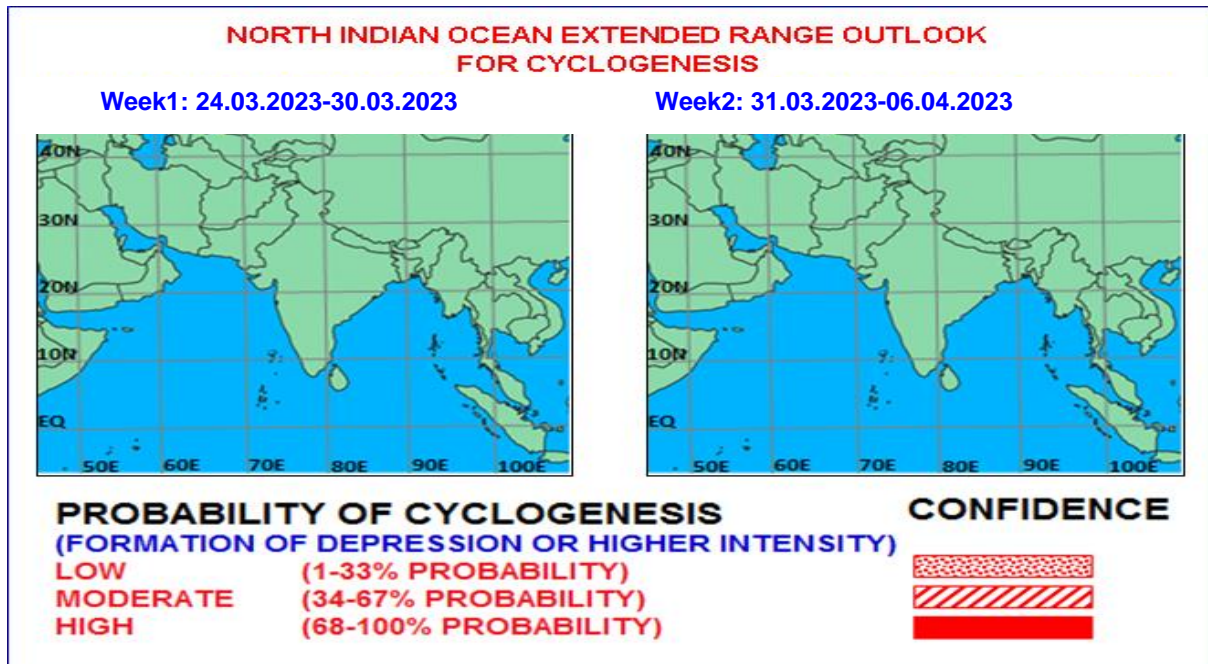 NORTH INDIAN OCEAN EXTENDED RANGE OUTLOOK
FOR CYCLOGENESIS
Week1: 24.03.2023-30.03.2023
Week2: 31.03.2023-06.04.2023
40N
30N
20N
10N
EQ
50E 60E 70E 80E 90E 100E
40N
30N
20N
10N
EQ
50E 60E 70E 80E 90E 100E
PROBABILITY OF CYCLOGENESIS
CONFIDENCE
(FORMATION OF DEPRESSION OR HIGHER INTENSITY)
LOW (1-33% PROBABILITY)
MODERATE (34-67% PROBABILITY)
HIGH (68-100% PROBABILITY)